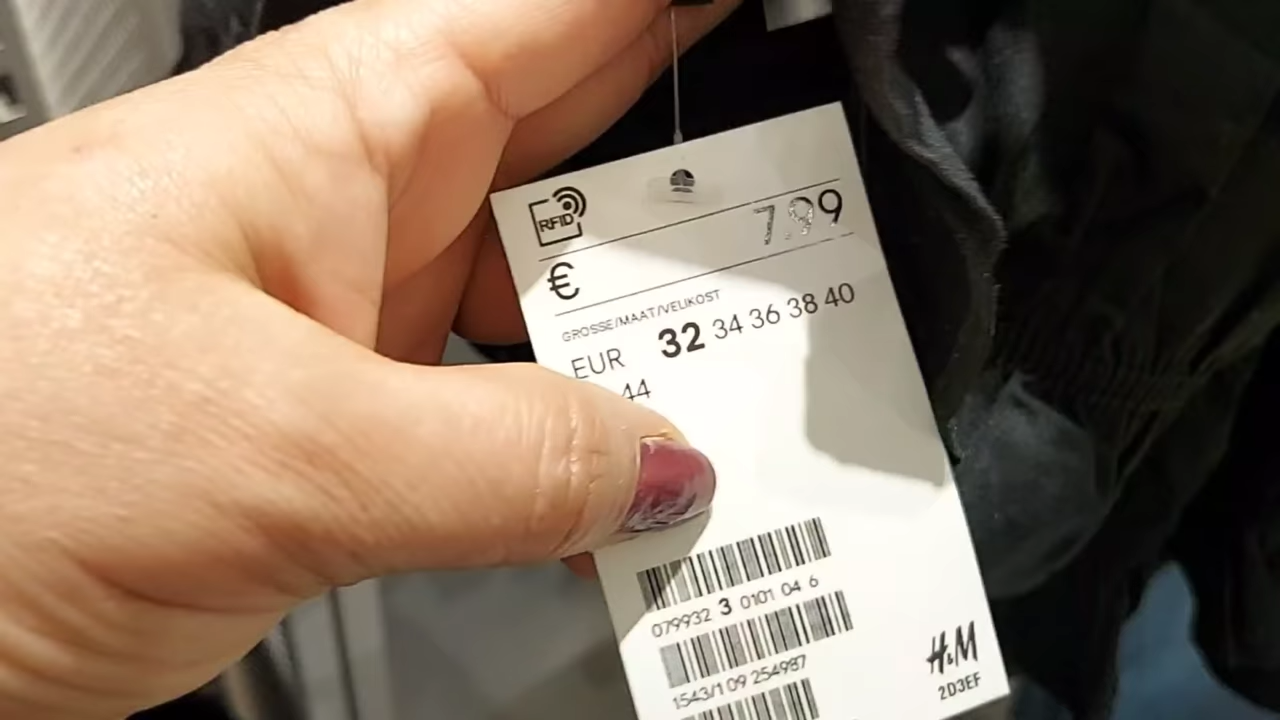 RFID
7.99
€
GROSSE/MAAT/VELIKOST
EUR 32 34 36 38 40
44
079932 3 0101 04 6
1543/1 09 254987
H&M
2D3EF